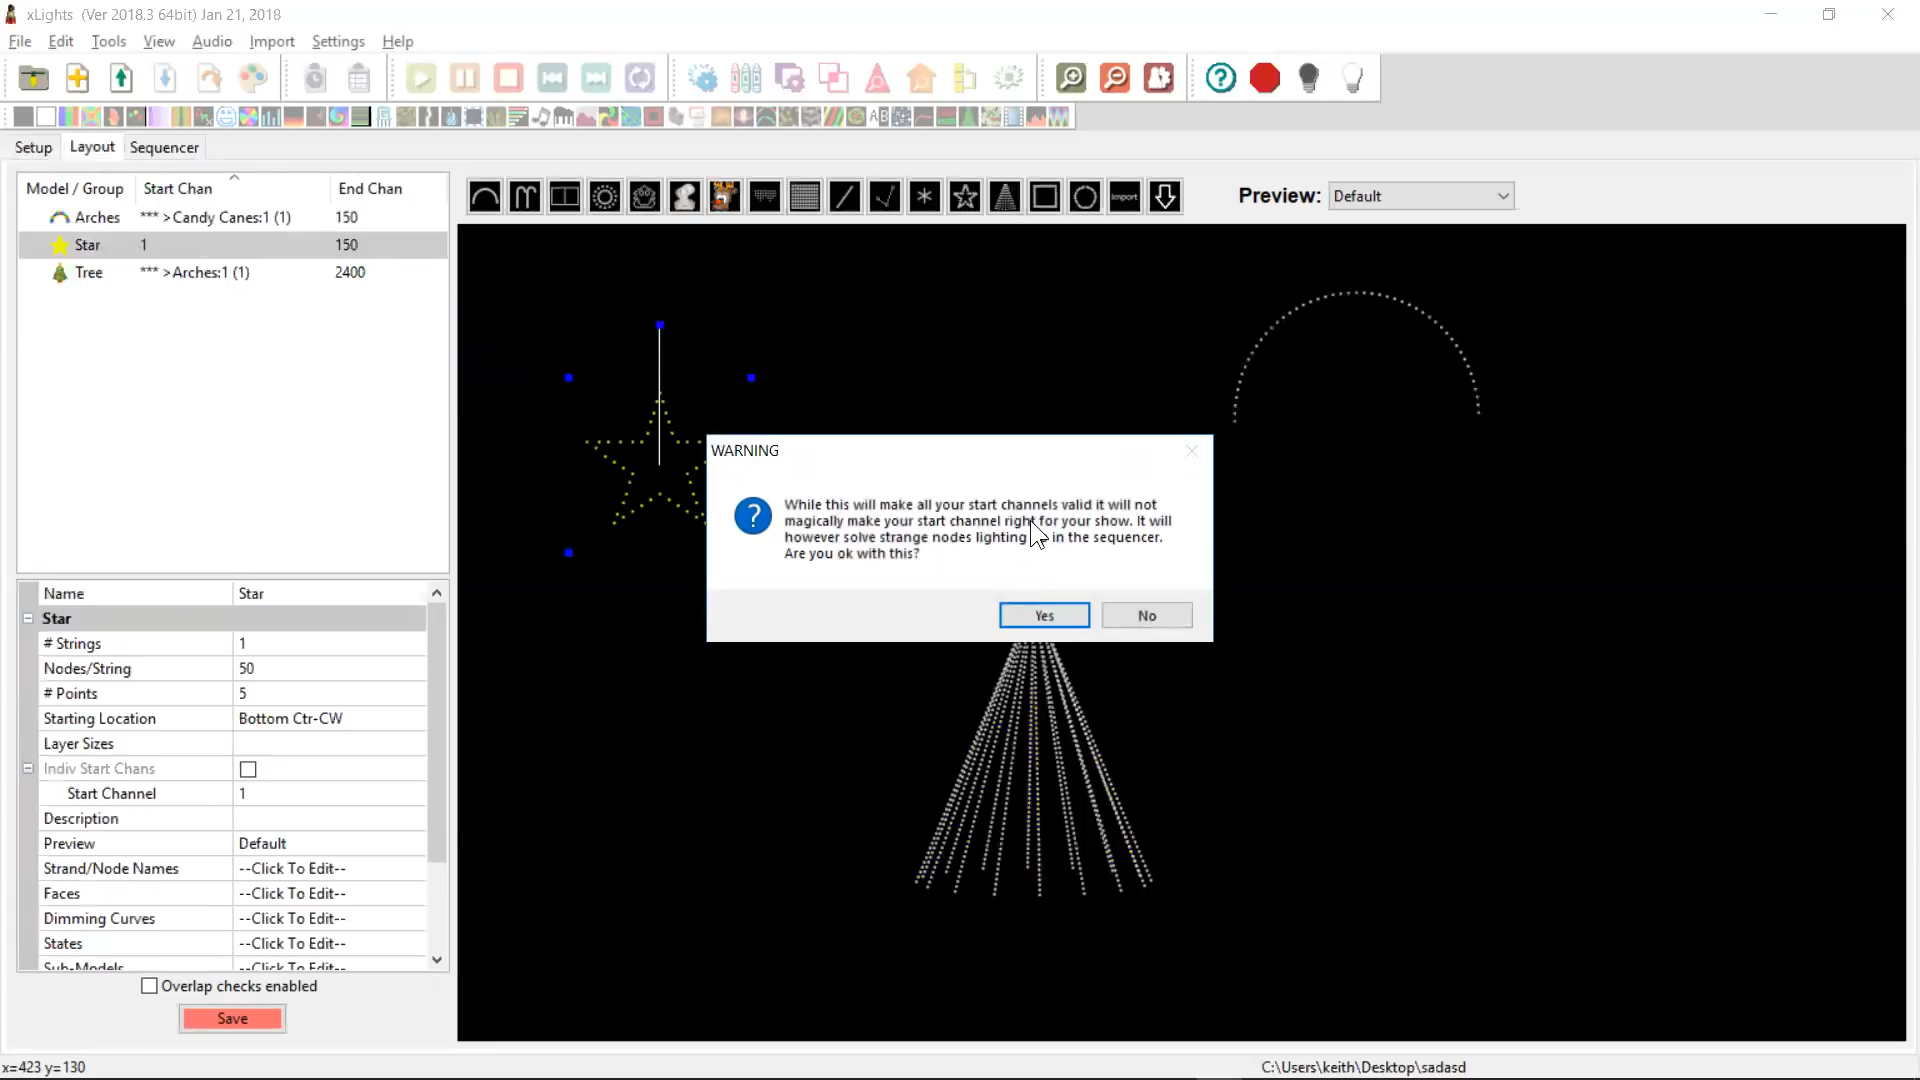 xLights (Ver 2018.3 64bit) Jan 21, 2018
File Edit Tools View Audio Import Settings Help
Setup Layout Sequencer
Model / Group Start Chan End Chan
Arches *** >Candy Canes:1 (1) 150
Star 1 150
Tree *** >Arches:1 (1) 2400
Import
Preview: Default
WARNING
While this will make all your start channels valid it will not
magically make your start channel right for your show. It will
however solve strange nodes lighting in the sequencer.
Are you ok with this?
Yes No
Name Star
Star
# Strings 1
Nodes/String 50
# Points 5
Starting Location Bottom Ctr-CW
Layer Sizes
Indiv Start Chans
Start Channel 1
Description
Preview Default
Strand/Node Names --Click To Edit--
Faces --Click To Edit--
Dimming Curves --Click To Edit--
States --Click To Edit--
Sub-Models --Click To Edit--
Overlap checks enabled
Save
x=423 y=130 C:\Users\keith\Desktop\sadasd